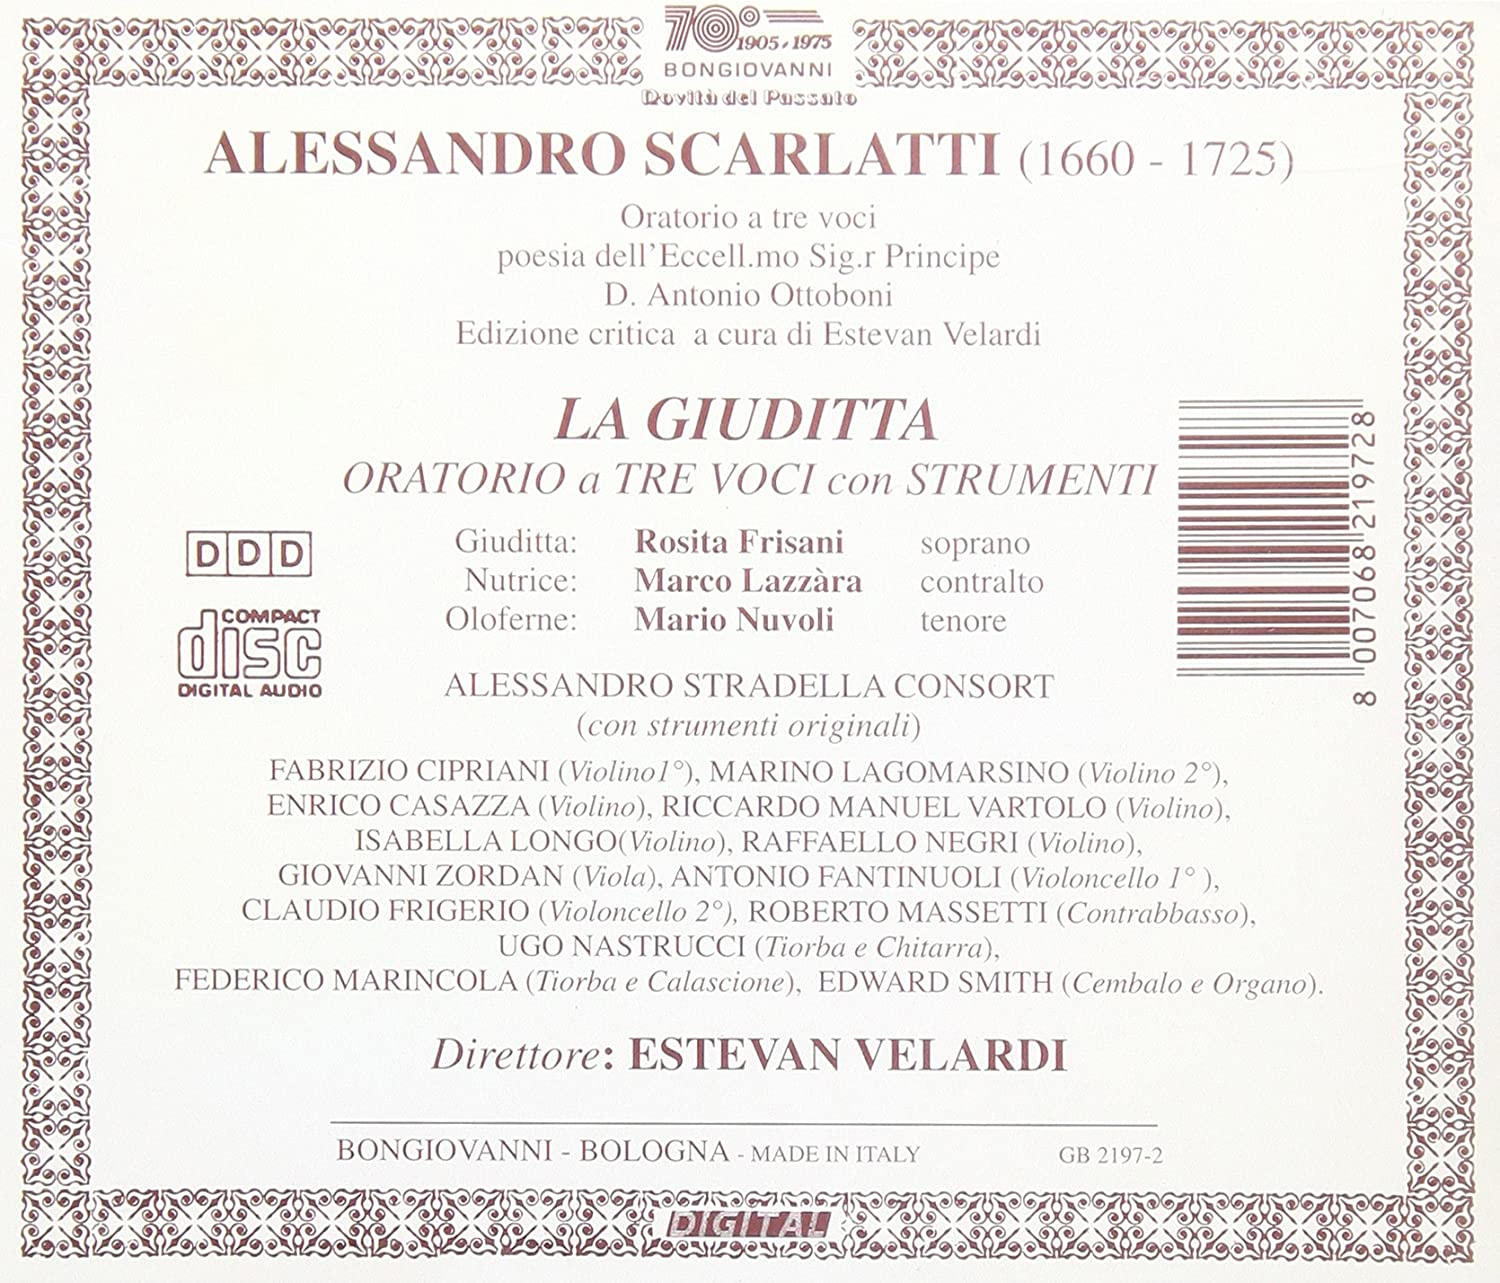 70°
1905 · 1975
BONGIOVANNI
Novità del Passato
ALESSANDRO SCARLATTI (1660 - 1725)
Oratorio a tre voci
poesia dell'Eccell.mo Sig.r Principe
D. Antonio Ottoboni
Edizione critica a cura di Estevan Velardi
LA GIUDITTA
ORATORIO a TRE VOCI con STRUMENTI
Giuditta: Rosita Frisani soprano
Nutrice: Marco Lazzàra contralto
Oloferne: Mario Nuvoli tenore
DDD
COMPACT
disc
DIGITAL AUDIO
8 007068 219728
ALESSANDRO STRADELLA CONSORT
(con strumenti originali)
FABRIZIO CIPRIANI (Violino1°), MARINO LAGOMARSINO (Violino 2°),
ENRICO CASAZZA (Violino), RICCARDO MANUEL VARTOLO (Violino),
ISABELLA LONGO(Violino), RAFFAELLO NEGRI (Violino),
GIOVANNI ZORDAN (Viola), ANTONIO FANTINUOLI (Violoncello 1° ),
CLAUDIO FRIGERIO (Violoncello 2°), ROBERTO MASSETTI (Contrabbasso),
UGO NASTRUCCI (Tiorba e Chitarra),
FEDERICO MARINCOLA (Tiorba e Calascione), EDWARD SMITH (Cembalo e Organo).
Direttore: ESTEVAN VELARDI
BONGIOVANNI - BOLOGNA - MADE IN ITALY GB 2197-2
DIGITAL